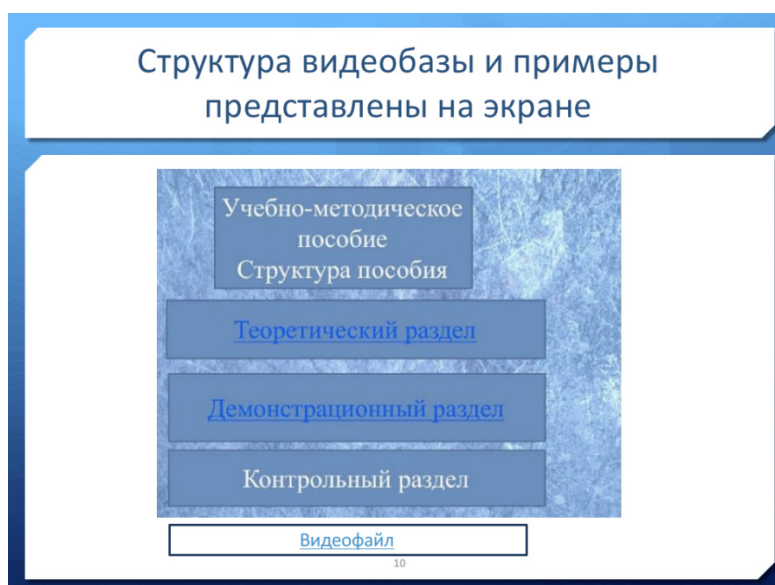 Структура видеобазы и примеры
представлены на экране
Учебно-методическое
пособие
Структура пособия
Теоретический раздел
Демонстрационный раздел
Контрольный раздел
Видеофайл
10